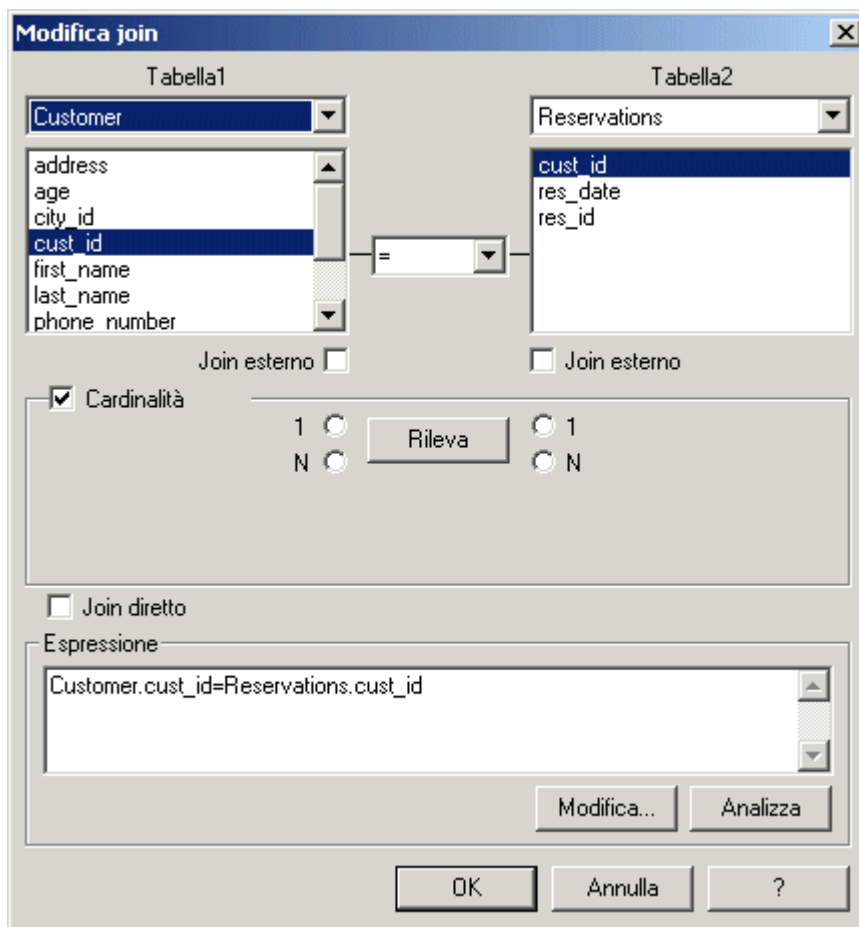 Modifica join
Tabella1 Tabella2
Customer Reservations
address cust_id
age res_date
city_id res_id
cust_id =
first_name
last_name
phone_number
Join esterno Join esterno
Cardinalità
1 1
Rileva
N N
Join diretto
Espressione
Customer.cust_id=Reservations.cust_id
Modifica... Analizza
OK Annulla ?